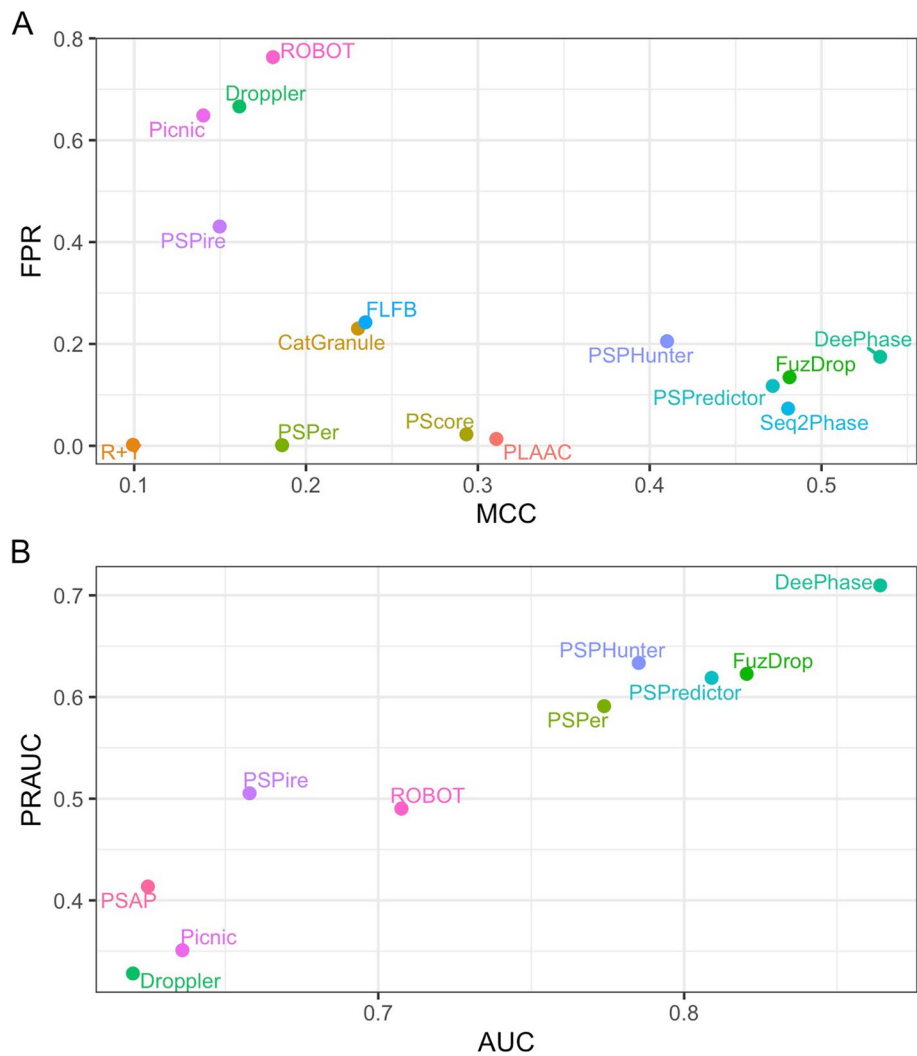 A
0.8
ROBOT
Droppler
Picnic
0.6
PSPire
0.4
FPR
FLFB
CatGranule
DeePhase
PSPHunter
FuzDrop
0.2
PSPredictor
Seq2Phase
PScore
PSPer
PLAAC
R+Y
0.0
0.1 0.2 0.3 0.4 0.5
MCC
B
DeePhase
0.7
PSPHunter
FuzDrop
PSPredictor
0.6
PSPer
PSPire
ROBOT
0.5
PRAUC
PSAP
0.4
Picnic
Droppler
0.7 0.8
AUC